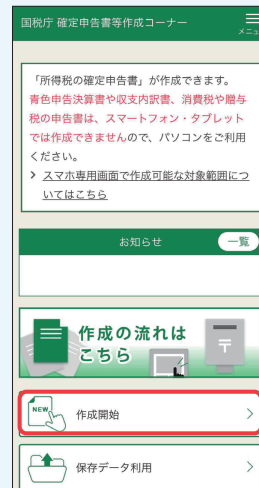 国税庁 確定申告書等作成コーナー
メニュー
「所得税の確定申告書」が作成できます。
青色申告決算書や収支内訳書、消費税や贈与
税の申告書は、スマートフォン・タブレット
では作成できませんので、パソコンをご利用
ください。
> スマホ専用画面で作成可能な対象範囲につ
いてはこちら
お知らせ
一覧
作成の流れは
こちら
NEW
作成開始
保存データ利用